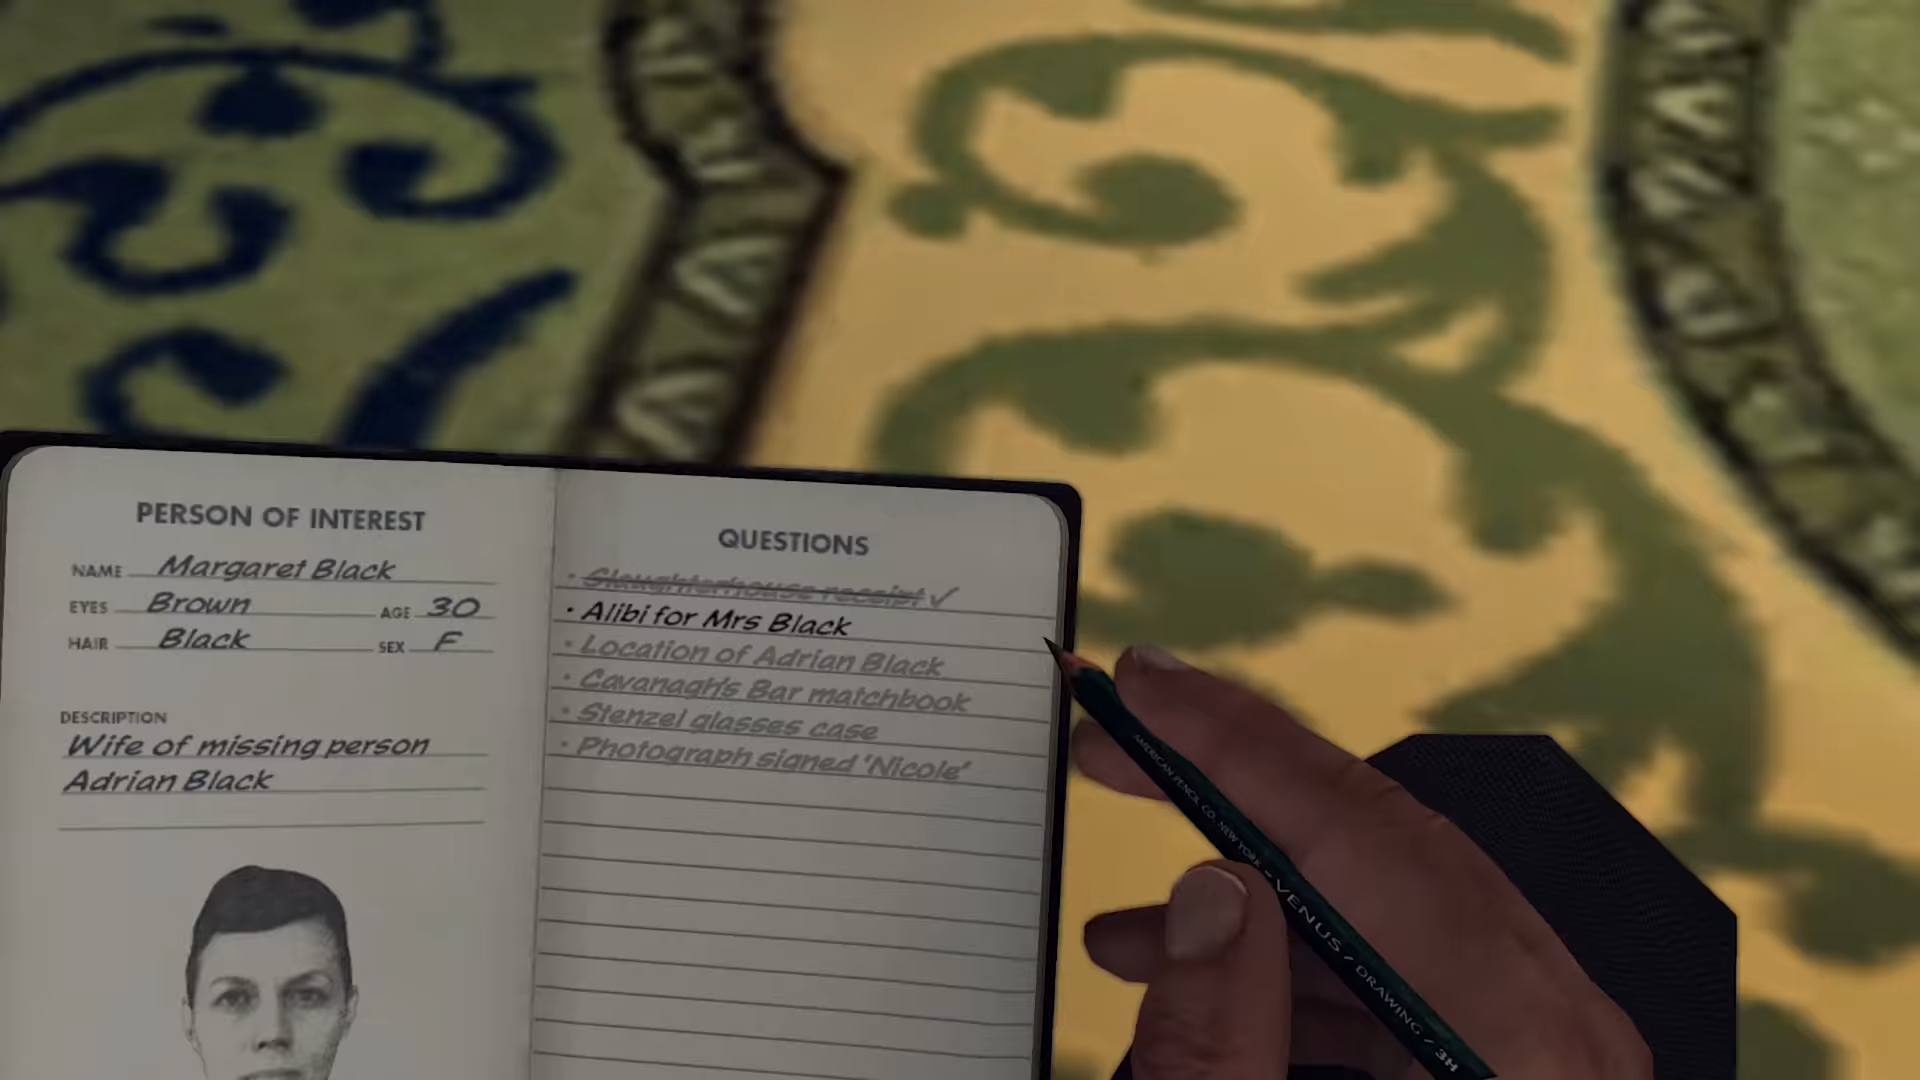 PERSON OF INTEREST
NAME Margaret Black
EYES Brown AGE 30
HAIR Black SEX F
DESCRIPTION
Wife of missing person
Adrian Black
QUESTIONS
• Slaughterhouse receipt ✓
• Alibi for Mrs Black
• Location of Adrian Black
• Cavanagh's Bar matchbook
• Stenzel glasses case
• Photograph signed 'Nicole'
AMERICAN PENCIL CO. NEW YORK - VENUS / DRAWING / 3H